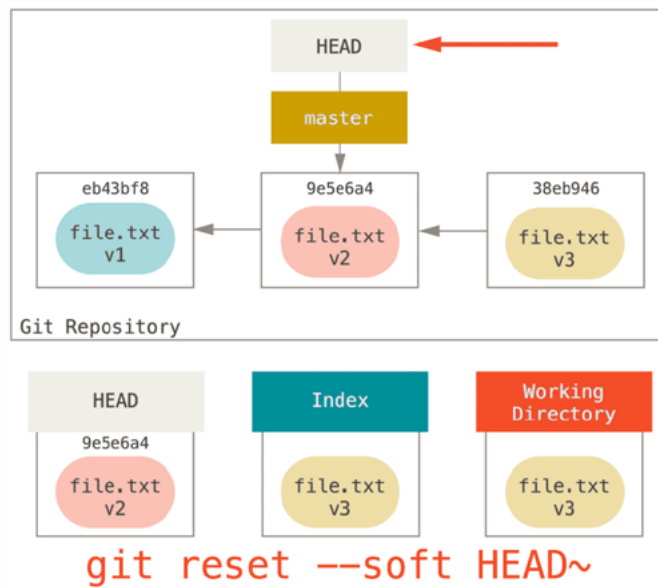 HEAD
master
eb43bf8
9e5e6a4
38eb946
file.txt
v1
file.txt
v2
file.txt
v3
Git Repository
HEAD
Index
Working
Directory
9e5e6a4
file.txt
v2
file.txt
v3
file.txt
v3
git reset --soft HEAD~